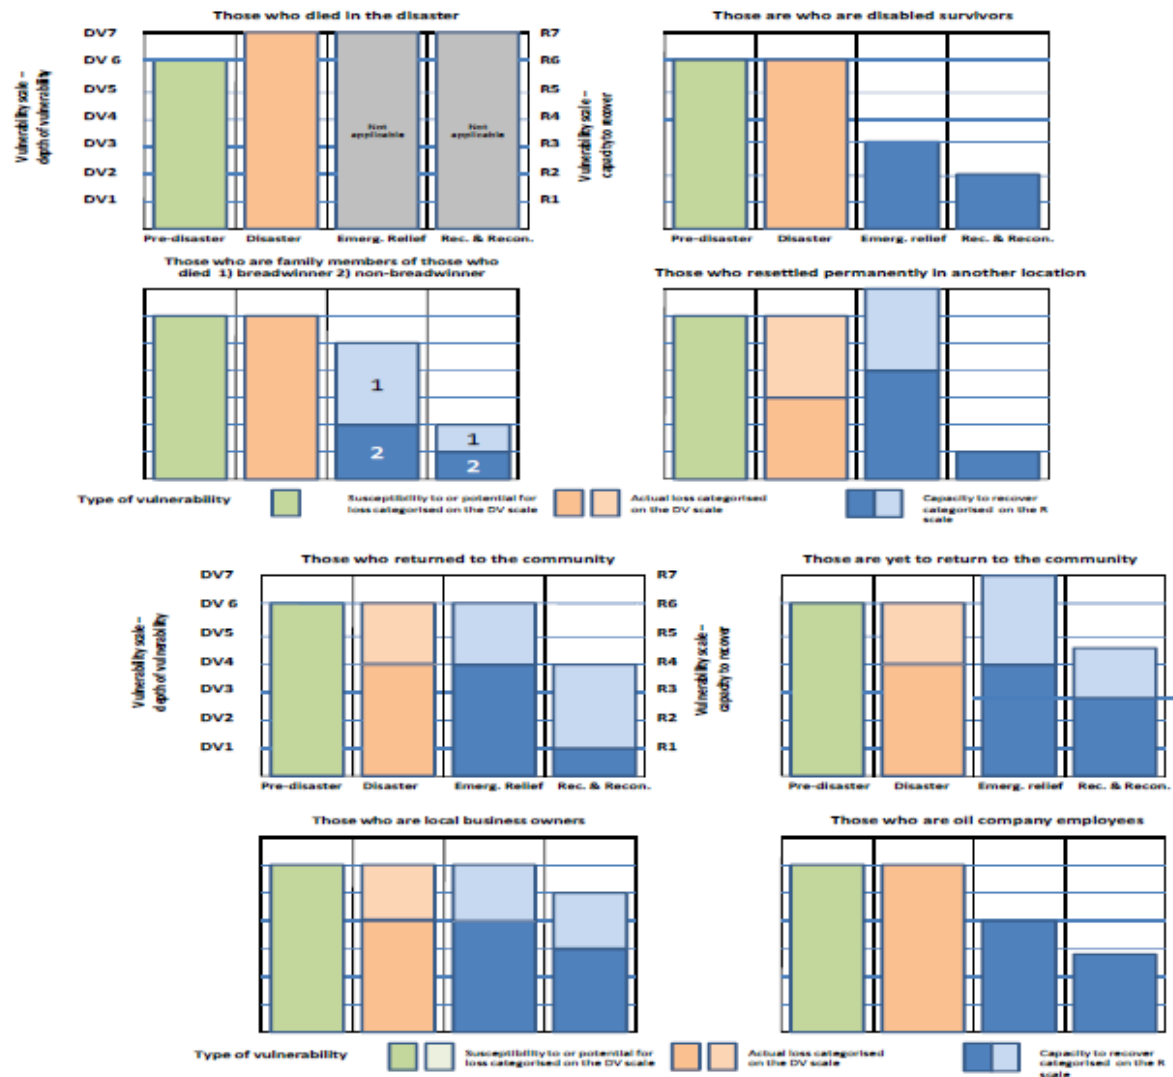 Those who died in the disaster
Those are who are disabled survivors
Vulnerability scale –
depth of vulnerability
DV7
DV 6
DV5
DV4
DV3
DV2
DV1
Not
applicable
Not
applicable
R7
R6
R5
R4
R3
R2
R1
Vulnerability scale –
capacity to recover
Pre-disaster Disaster Emerg. Relief Rec. & Recon.
Pre-disaster Disaster Emerg. relief Rec. & Recon.
Those who are family members of those who
died 1) breadwinner 2) non-breadwinner
Those who resettled permanently in another location
1
2
1
2
Type of vulnerability
Susceptibility to or potential for
loss categorised on the DV scale
Actual loss categorised
on the DV scale
Capacity to recover
categorised on the R
scale
Those who returned to the community
Those are yet to return to the community
Vulnerability scale –
depth of vulnerability
DV7
DV 6
DV5
DV4
DV3
DV2
DV1
R7
R6
R5
R4
R3
R2
R1
Vulnerability scale –
capacity to recover
Pre-disaster Disaster Emerg. Relief Rec. & Recon.
Pre-disaster Disaster Emerg. relief Rec. & Recon.
Those who are local business owners
Those who are oil company employees
Type of vulnerability
Susceptibility to or potential for
loss categorised on the DV scale
Actual loss categorised
on the DV scale
Capacity to recover
categorised on the R
scale